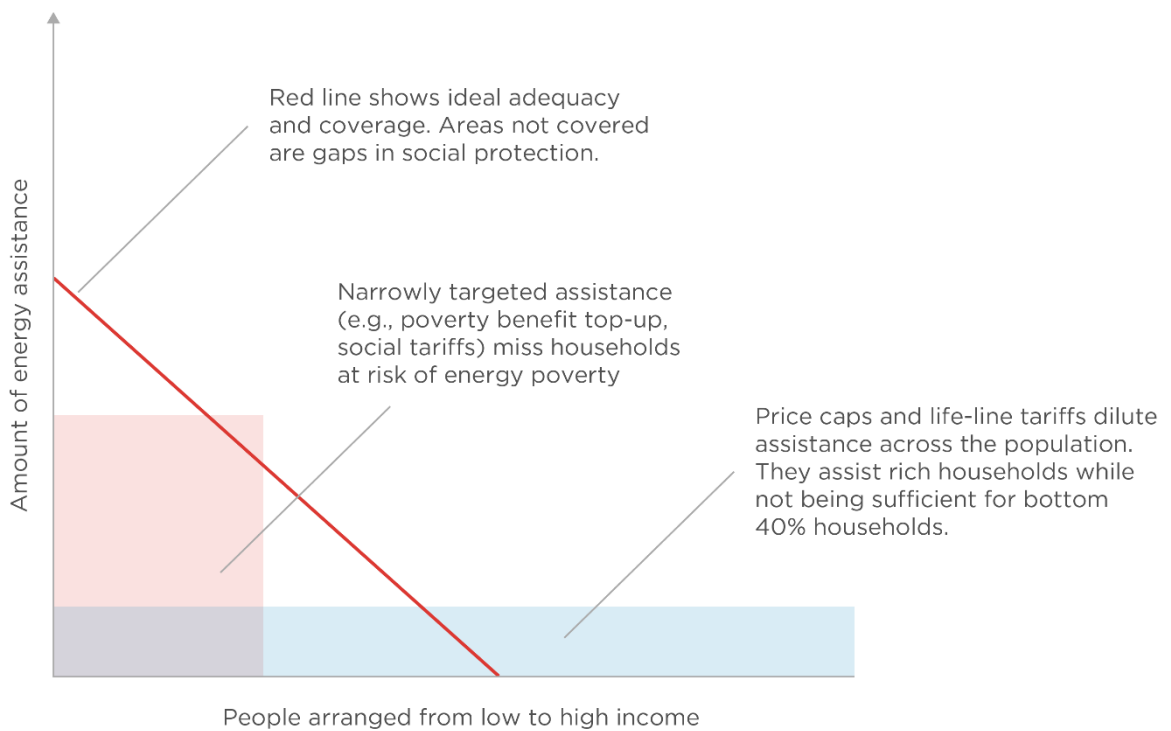 Red line shows ideal adequacy
and coverage. Areas not covered
are gaps in social protection.
Amount of energy assistance
Narrowly targeted assistance
(e.g., poverty benefit top-up,
social tariffs) miss households
at risk of energy poverty
Price caps and life-line tariffs dilute
assistance across the population.
They assist rich households while
not being sufficient for bottom
40% households.
People arranged from low to high income